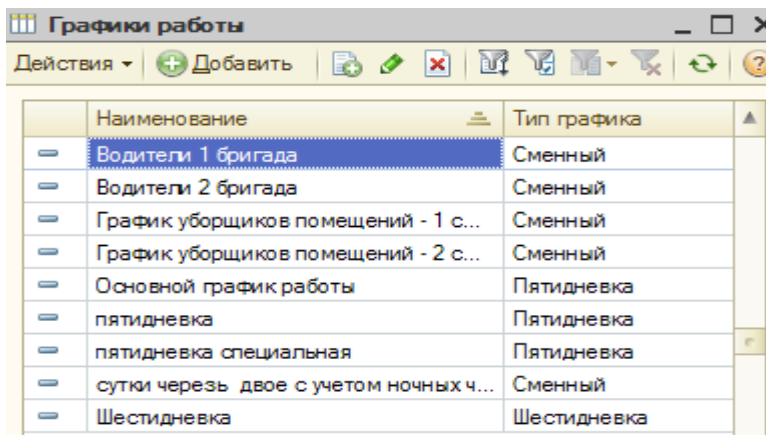 Графики работы
Действия Добавить
Наименование Тип графика
Водители 1 бригада Сменный
Водители 2 бригада Сменный
График уборщиков помещений - 1 с... Сменный
График уборщиков помещений - 2 с... Сменный
Основной график работы Пятидневка
пятидневка Пятидневка
пятидневка специальная Пятидневка
сутки черезь двое с учетом ночных ч... Сменный
Шестидневка Шестидневка